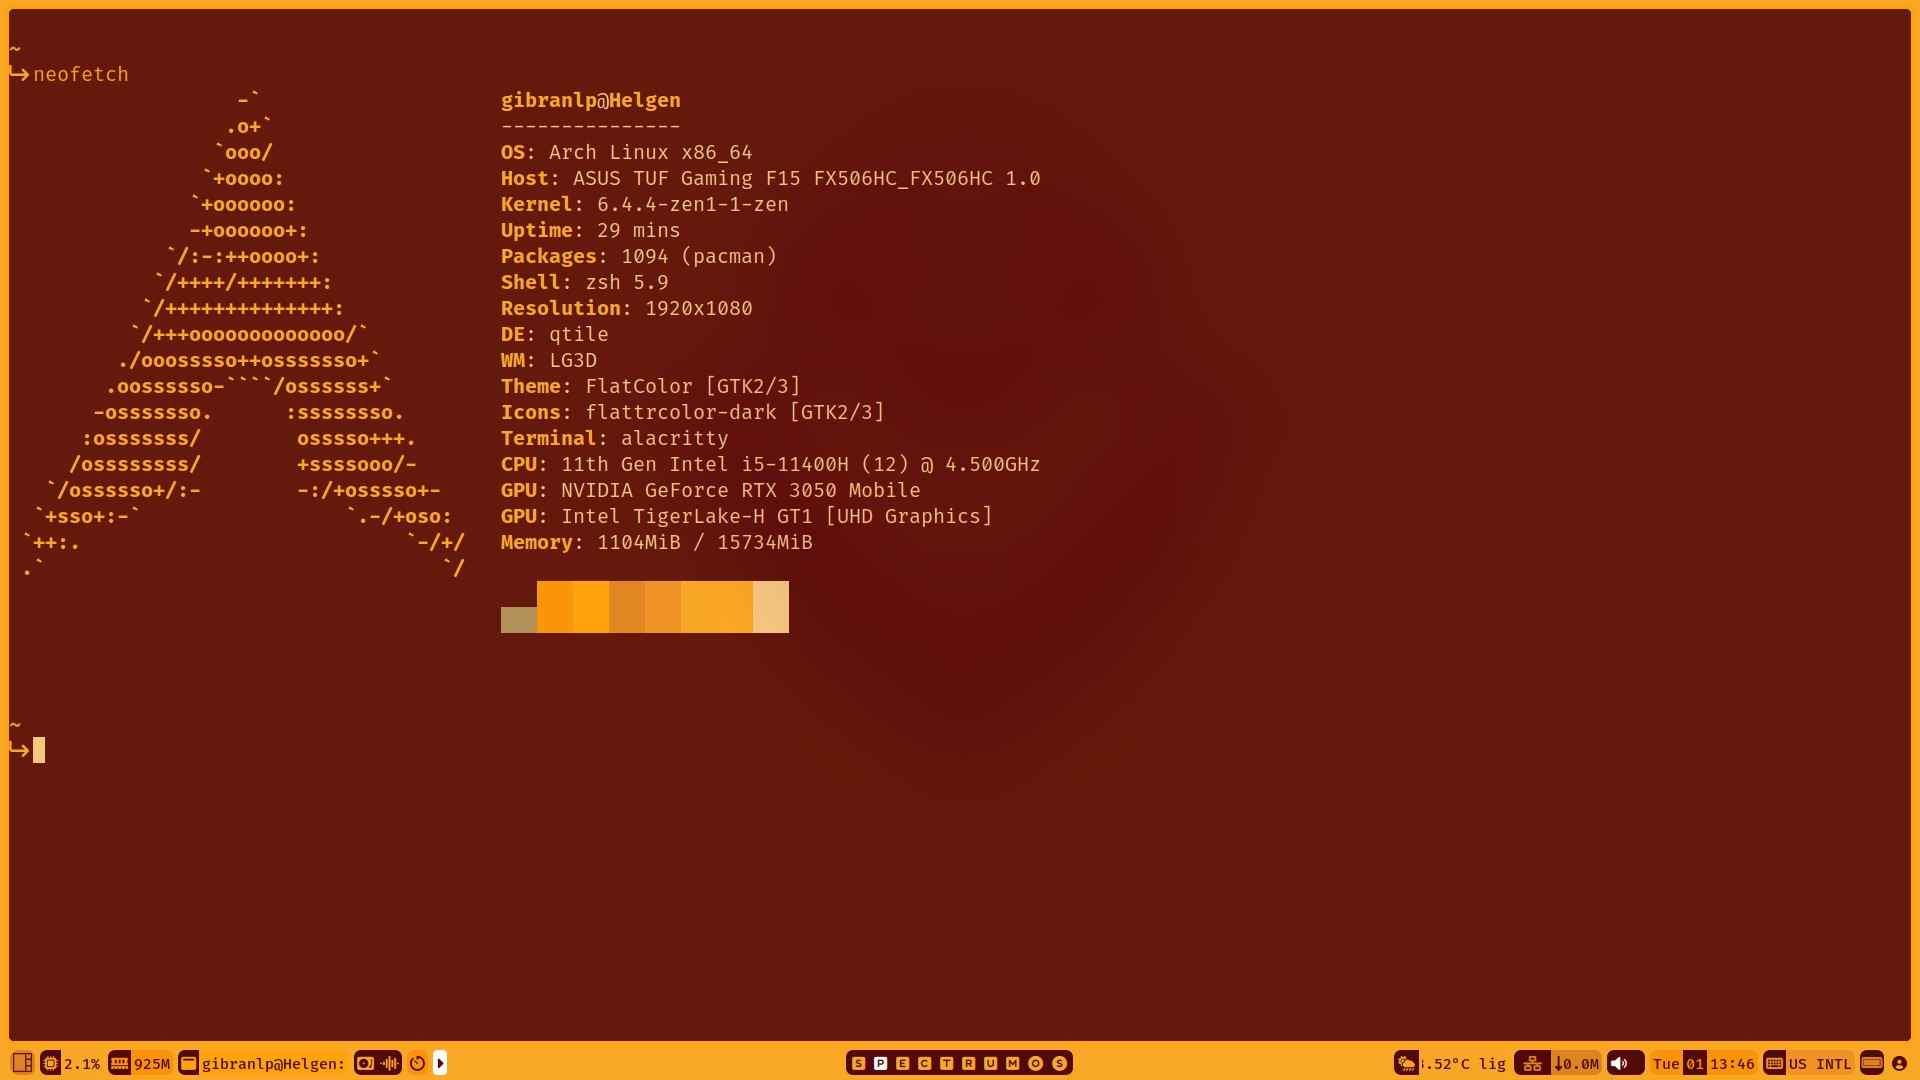 ~
neofetch
-`
.o+`
`ooo/
`+oooo:
`+oooooo:
-+oooooo+:
`/:-:++oooo+:
`/++++/+++++++:
`/++++++++++++++:
`/+++ooooooooooooo/`
./ooosssso++osssssso+`
.oossssso-````/ossssss+`
-osssssso.      :ssssssso.
:osssssss/        osssso+++.
/ossssssss/        +ssssooo/-
`/ossssso+/:-        -:/+osssso+-
`+sso+:-`                 `.-/+oso:
`++:.                           `-/+/
.`                                 `/
gibranlp@Helgen
---------------
OS: Arch Linux x86_64
Host: ASUS TUF Gaming F15 FX506HC_FX506HC 1.0
Kernel: 6.4.4-zen1-1-zen
Uptime: 29 mins
Packages: 1094 (pacman)
Shell: zsh 5.9
Resolution: 1920x1080
DE: qtile
WM: LG3D
Theme: FlatColor [GTK2/3]
Icons: flattrcolor-dark [GTK2/3]
Terminal: alacritty
CPU: 11th Gen Intel i5-11400H (12) @ 4.500GHz
GPU: NVIDIA GeForce RTX 3050 Mobile
GPU: Intel TigerLake-H GT1 [UHD Graphics]
Memory: 1104MiB / 15734MiB
~
2.1% 925M gibranlp@Helgen: S P E C T R U M O S .52°C lig ↓0.0M Tue 01 13:46 US INTL